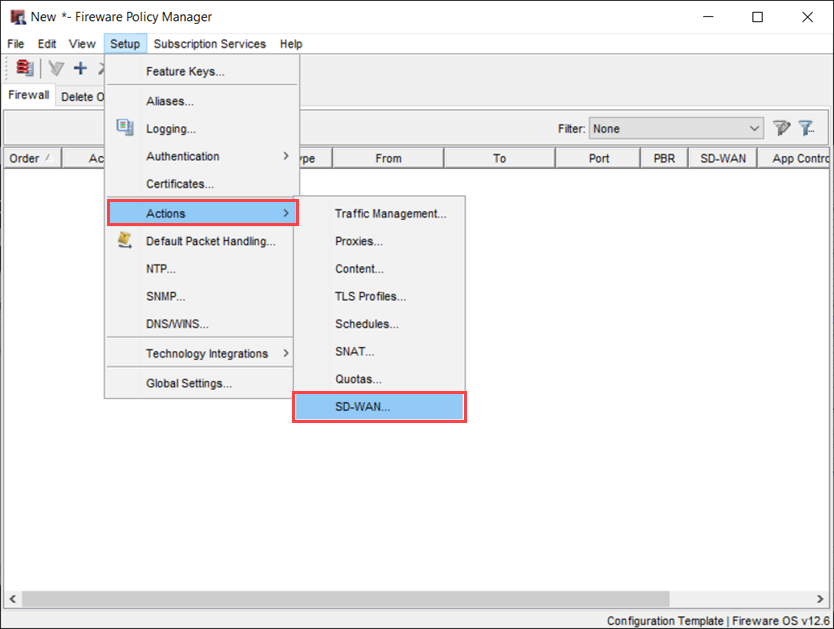 New *- Fireware Policy Manager
File Edit View Setup Subscription Services Help
Firewall Delete O
Filter: None
Order Ac ype From To Port PBR SD-WAN App Contro
Feature Keys...
Aliases...
Logging...
Authentication
Certificates...
Actions
Default Packet Handling...
NTP...
SNMP...
DNS/WINS...
Technology Integrations
Global Settings...
Traffic Management...
Proxies...
Content...
TLS Profiles...
Schedules...
SNAT...
Quotas...
SD-WAN...
Configuration Template | Fireware OS v12.6